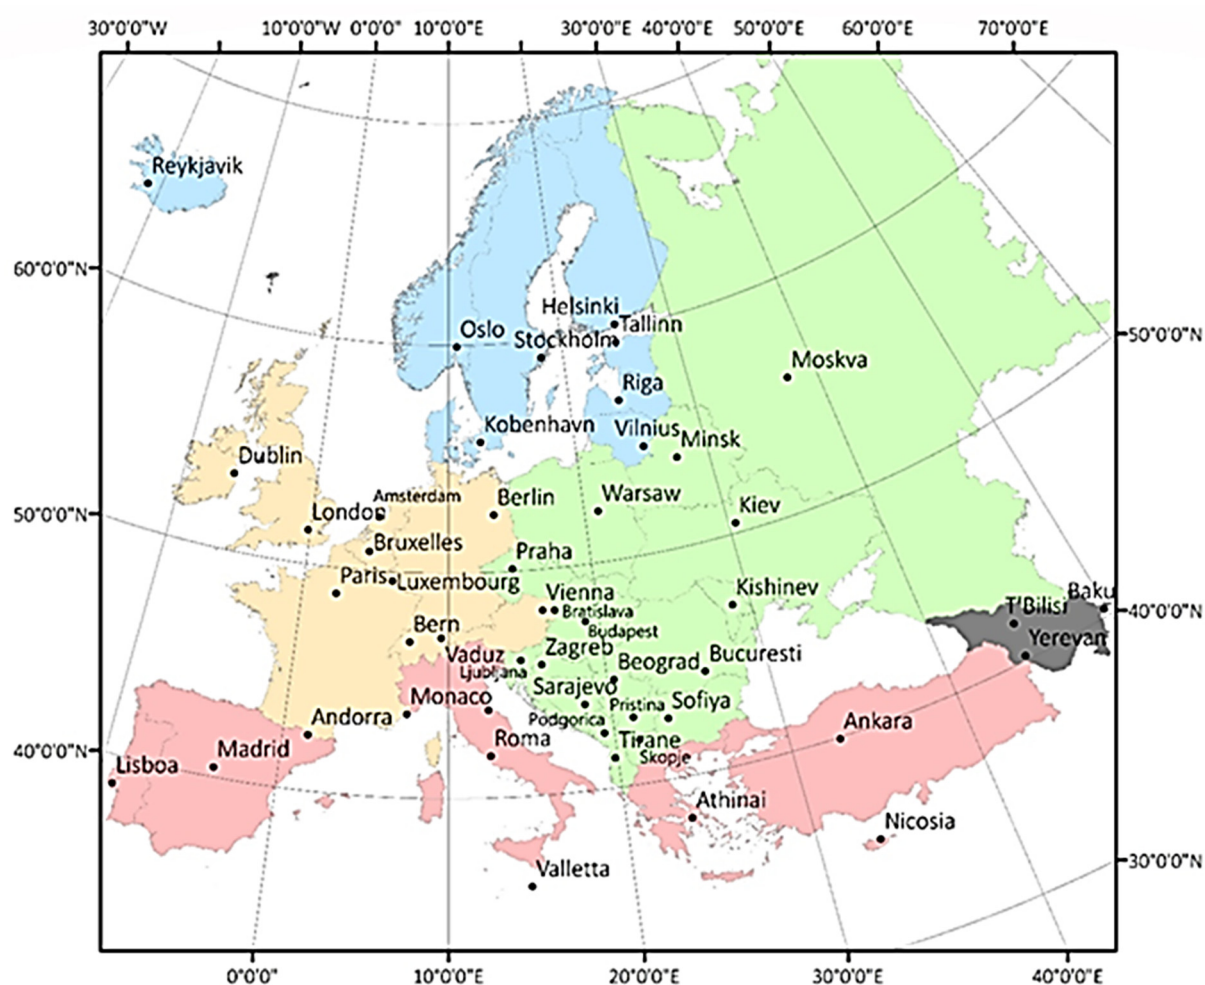 30°0'0"W 10°0'0"W 0°0'0" 10°0'0"E 30°0'0"E 40°0'0"E 50°0'0"E 60°0'0"E 70°0'0"E
Reykjavik
60°0'0"N
Helsinki
Tallinn
Oslo
Stockholm
50°0'0"N
Moskva
Riga
Kobenhavn
Vilnius
Minsk
Dublin
Amsterdam
Berlin
Warsaw
London
50°0'0"N
Kiev
Bruxelles
Praha
Paris
Luxembourg
Vienna
Kishinev
Baku
Bratislava
T'Bilisi
40°0'0"N
Bern
Budapest
Yerevan
Vaduz
Zagreb
Beograd
Bucuresti
Ljubljana
Sarajevo
Monaco
Pristina
Sofiya
Andorra
Podgorica
Ankara
Roma
Tirane
Madrid
40°0'0"N
Skopje
Lisboa
Athinai
Nicosia
Valletta
30°0'0"N
0°0'0" 10°0'0"E 20°0'0"E 30°0'0"E 40°0'0"E